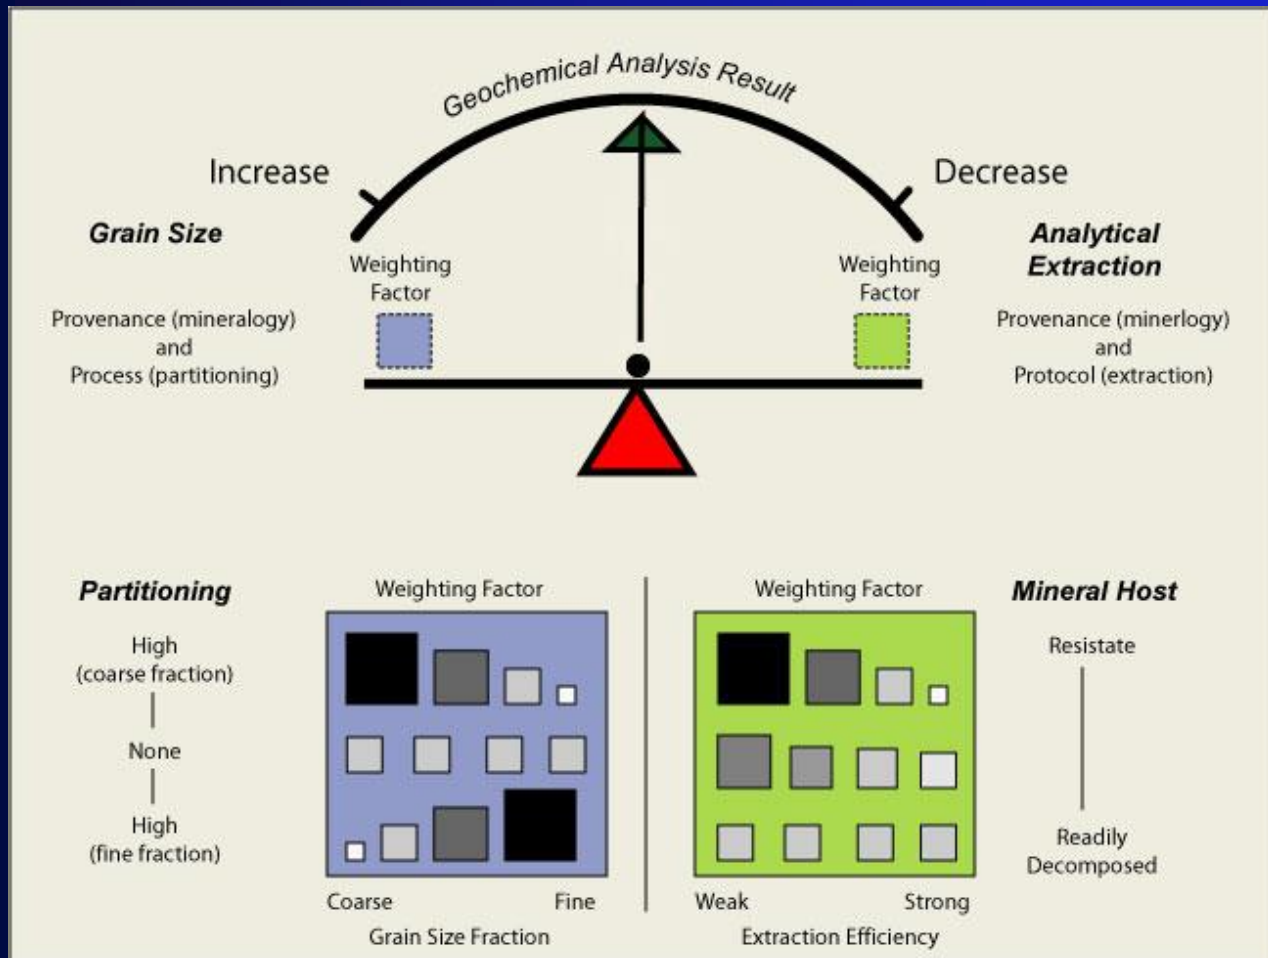 Geochemical Analysis Result
Increase
Decrease
Grain Size
Weighting
Factor
Provenance (mineralogy)
and
Process (partitioning)
Weighting
Factor
Analytical
Extraction
Provenance (minerlogy)
and
Protocol (extraction)
Partitioning
High
(coarse fraction)
None
High
(fine fraction)
Weighting Factor
Coarse
Fine
Grain Size Fraction
Weighting Factor
Weak
Strong
Extraction Efficiency
Mineral Host
Resistate
Readily
Decomposed